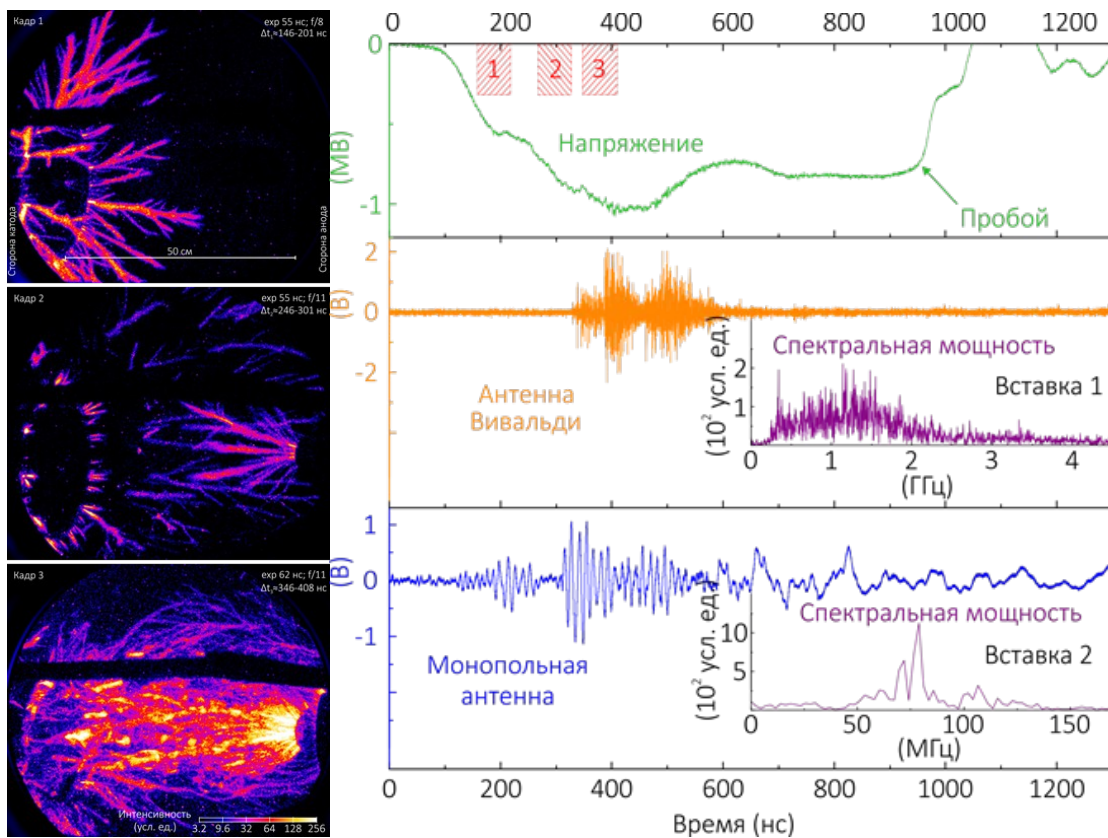 Кадр 1
exp 55 нс; f/8
Δt₁≈146-201 нс
Сторона катода
50 см
Сторона анода
Кадр 2
exp 55 нс; f/11
Δt₂≈246-301 нс
Кадр 3
exp 62 нс; f/11
Δt₃≈346-408 нс
Интенсивность
(усл. ед.)
3.2 9.6 32 64 128 256
0 200 400 600 800 1000 1200
0
-1
(МВ)
1 2 3
Напряжение
Пробой
2
0
-2
(В)
Антенна
Вивальди
Спектральная мощность
Вставка 1
(10² усл. ед.)
2
1
0 1 2 3 4
(ГГц)
1
0
-1
(В)
Монопольная
антенна
Спектральная мощность
Вставка 2
(10² усл. ед.)
10
5
0 50 100 150
(МГц)
0 200 400 600 800 1000 1200
Время (нс)